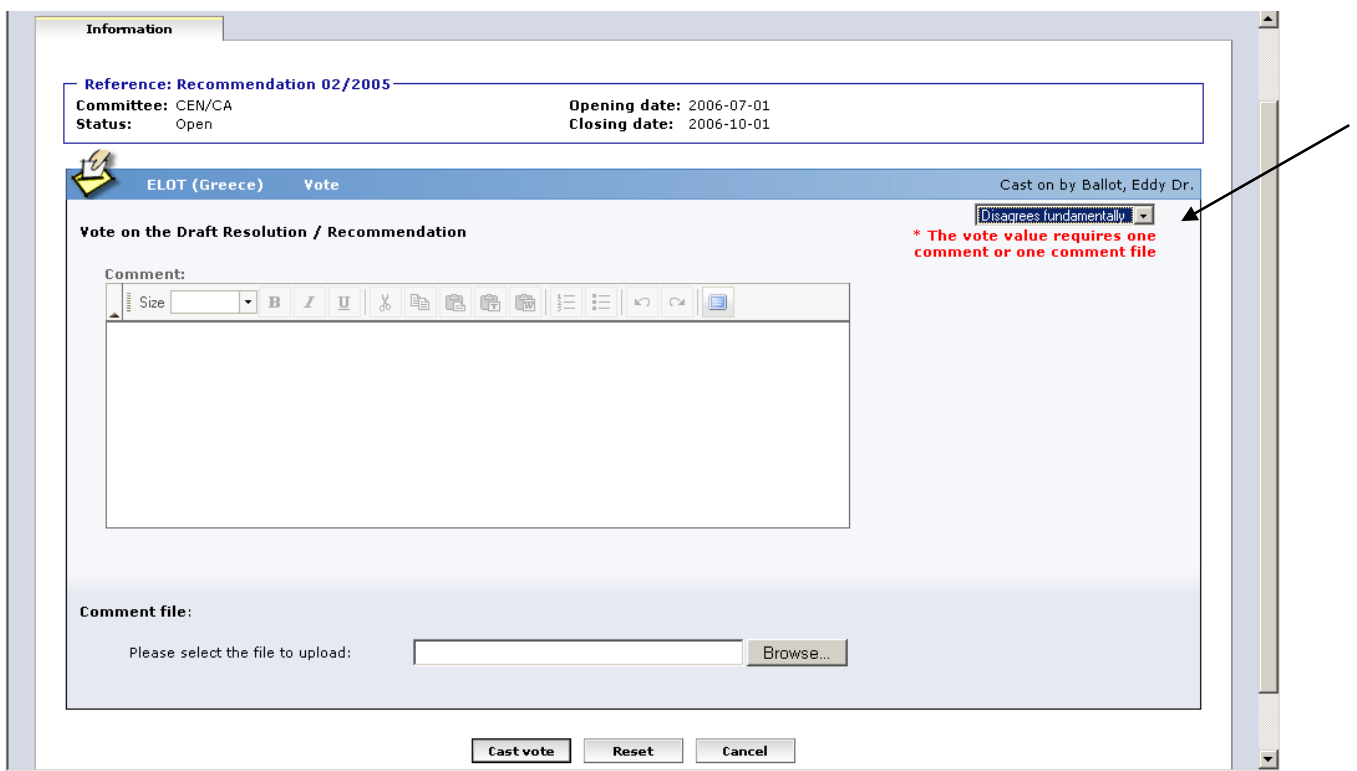 Information
Reference: Recommendation 02/2005
Committee: CEN/CA Opening date: 2006-07-01
Status: Open Closing date: 2006-10-01
ELOT (Greece) Vote Cast on by Ballot, Eddy Dr.
Disagrees fundamentally
Vote on the Draft Resolution / Recommendation
* The vote value requires one
comment or one comment file
Comment:
Size B I U
Comment file:
Please select the file to upload: Browse...
Cast vote Reset Cancel